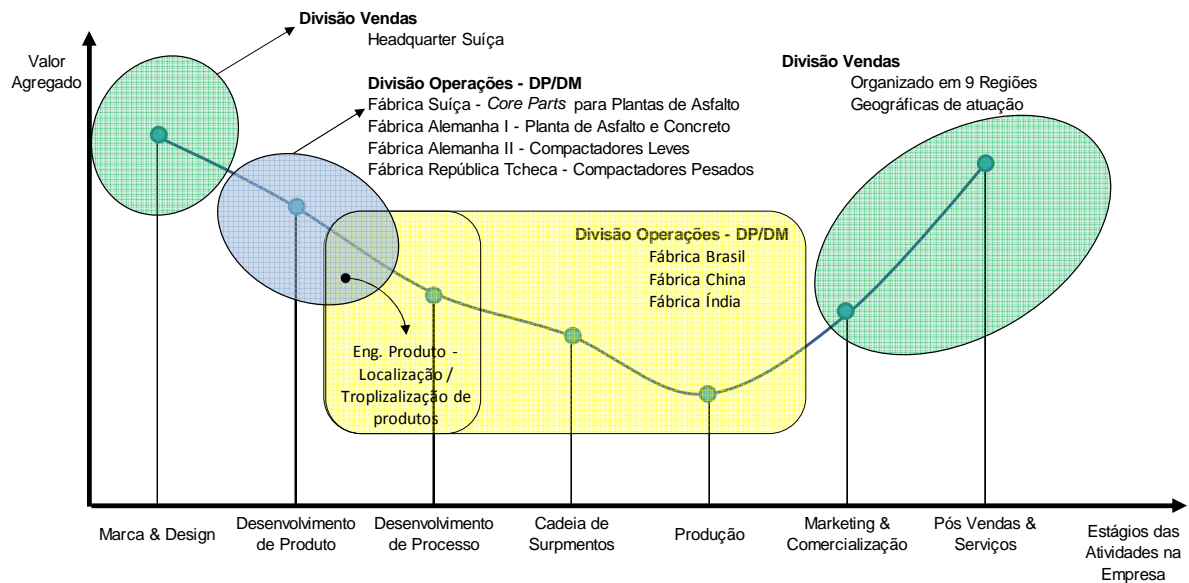 Divisão Vendas
Headquarter Suíça
Valor
Agregado
Divisão Operações - DP/DM
Fábrica Suíça - Core Parts para Plantas de Asfalto
Fábrica Alemanha I - Planta de Asfalto e Concreto
Fábrica Alemanha II - Compactadores Leves
Fábrica República Tcheca - Compactadores Pesados
Divisão Vendas
Organizado em 9 Regiões
Geográficas de atuação
Divisão Operações - DP/DM
Fábrica Brasil
Fábrica China
Fábrica Índia
Eng. Produto -
Localização /
Troplizalização de
produtos
Marca & Design
Desenvolvimento
de Produto
Desenvolvimento
de Processo
Cadeia de
Surpmentos
Produção
Marketing &
Comercialização
Pós Vendas &
Serviços
Estágios das
Atividades na
Empresa